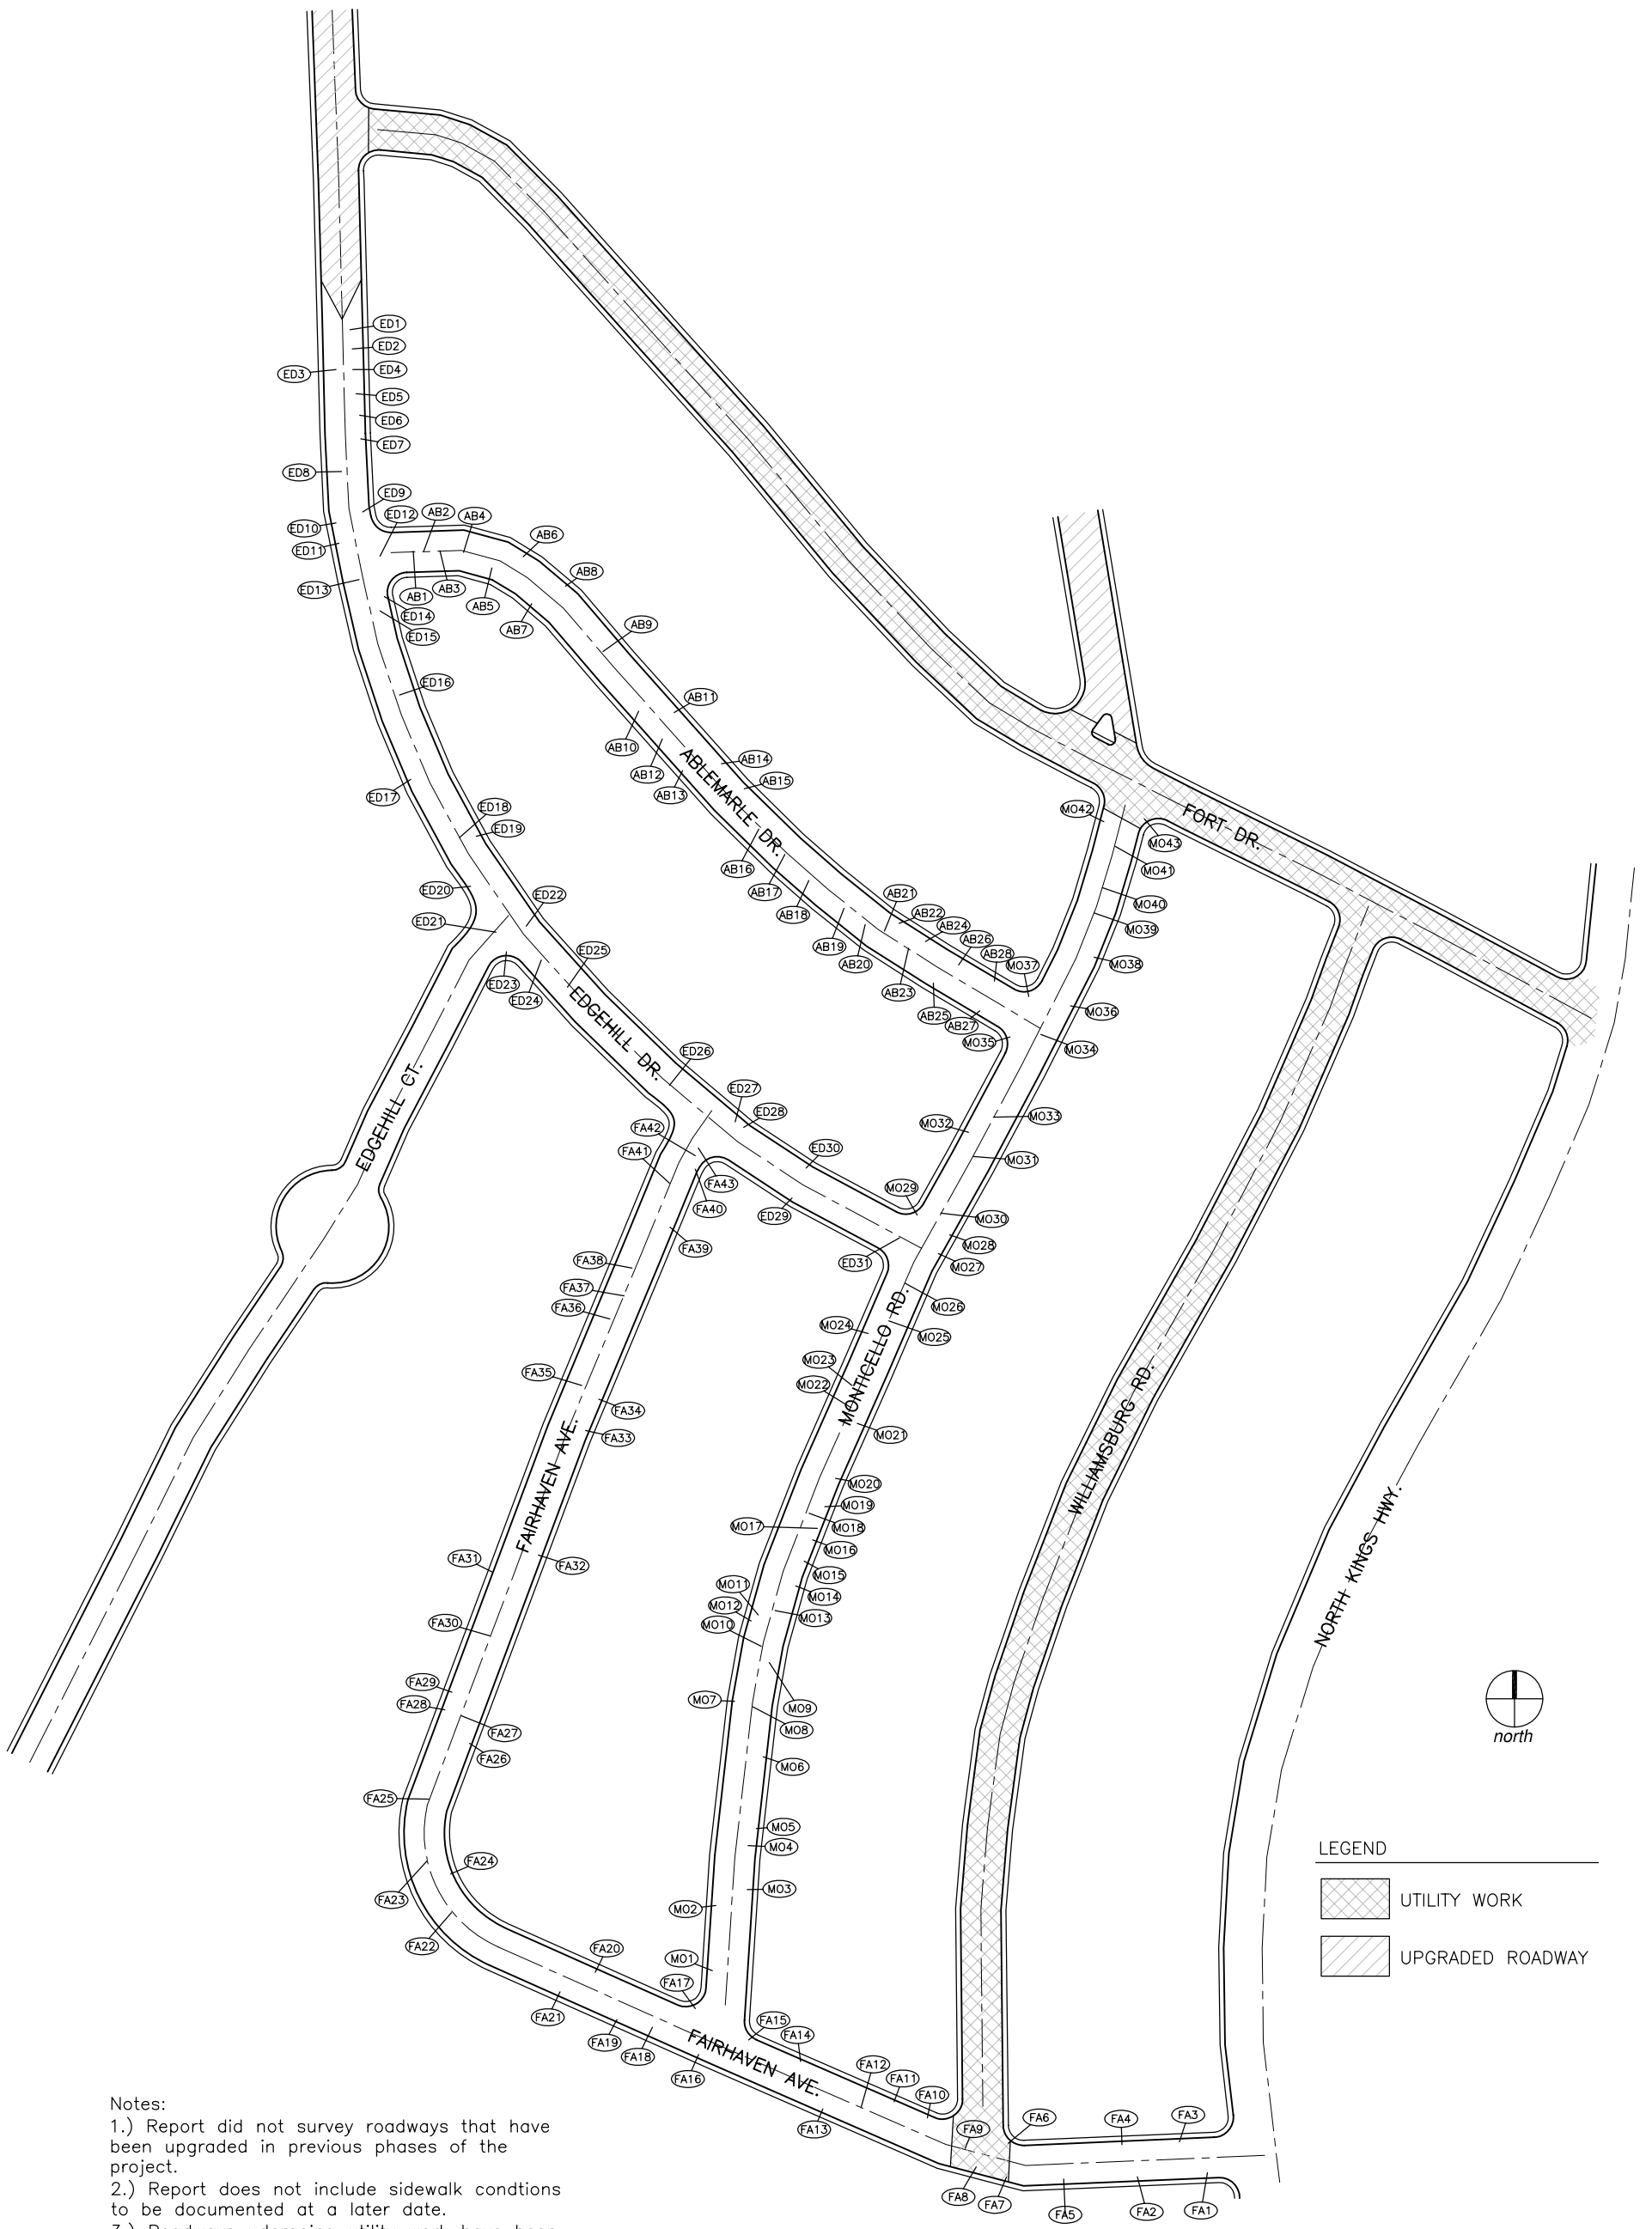 ED1
ED2
ED3
ED4
ED5
ED6
ED7
ED8
ED9
ED10
ED12
AB2
AB4
ED11
AB6
ED13
AB1
AB3
AB8
AB5
ED14
AB7
AB9
ED15
ED16
AB11
AB10
AB12
AB14
ED17
AB13
AB15
ABLEMARLE DR.
ED18
ED19
MO42
FORT DR.
MO43
AB16
MO41
ED20
AB17
ED22
ED21
AB18
AB21
MO40
AB22
AB24
MO39
AB19
AB26
ED25
AB20
AB28
MO37
MO38
ED23
ED24
AB23
AB25
AB27
MO36
MO35
MO34
EDGEHILL DR.
ED26
EDGEHILL CT.
ED27
ED28
MO33
MO32
FA42
FA41
ED30
MO31
FA43
MO29
FA40
ED29
MO30
FA39
MO28
FA38
ED31
MO27
FA37
FA36
MO26
MO24
MO25
MONTICELLO RD.
MO23
FA35
MO22
FA34
MO21
FA33
WILLIAMSBURG RD.
FAIRHAVEN AVE.
MO20
MO19
MO17
MO18
MO16
FA31
FA32
MO15
MO11
MO14
MO12
MO13
FA30
MO10
NORTH KINGS HWY.
FA29
MO7
FA28
MO9
FA27
MO8
FA26
MO6
north
FA25
MO5
MO4
LEGEND
FA24
MO3
FA23
MO2
UTILITY WORK
FA22
FA20
MO1
UPGRADED ROADWAY
FA17
FA21
FA15
FA19
FA14
FA18
FAIRHAVEN AVE.
FA16
FA12
FA11
FA10
FA13
FA9
FA6
FA4
FA3
FA8
FA7
FA5
FA2
FA1
Notes:
1.) Report did not survey roadways that have
been upgraded in previous phases of the
project.
2.) Report does not include sidewalk condtions
to be documented at a later date.